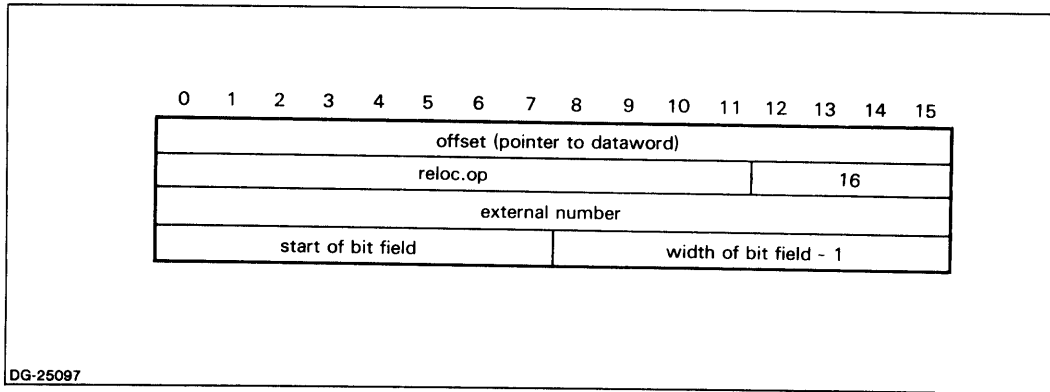 0 1 2 3 4 5 6 7 8 9 10 11 12 13 14 15
offset (pointer to dataword)
reloc.op 16
external number
start of bit field width of bit field - 1
DG-25097